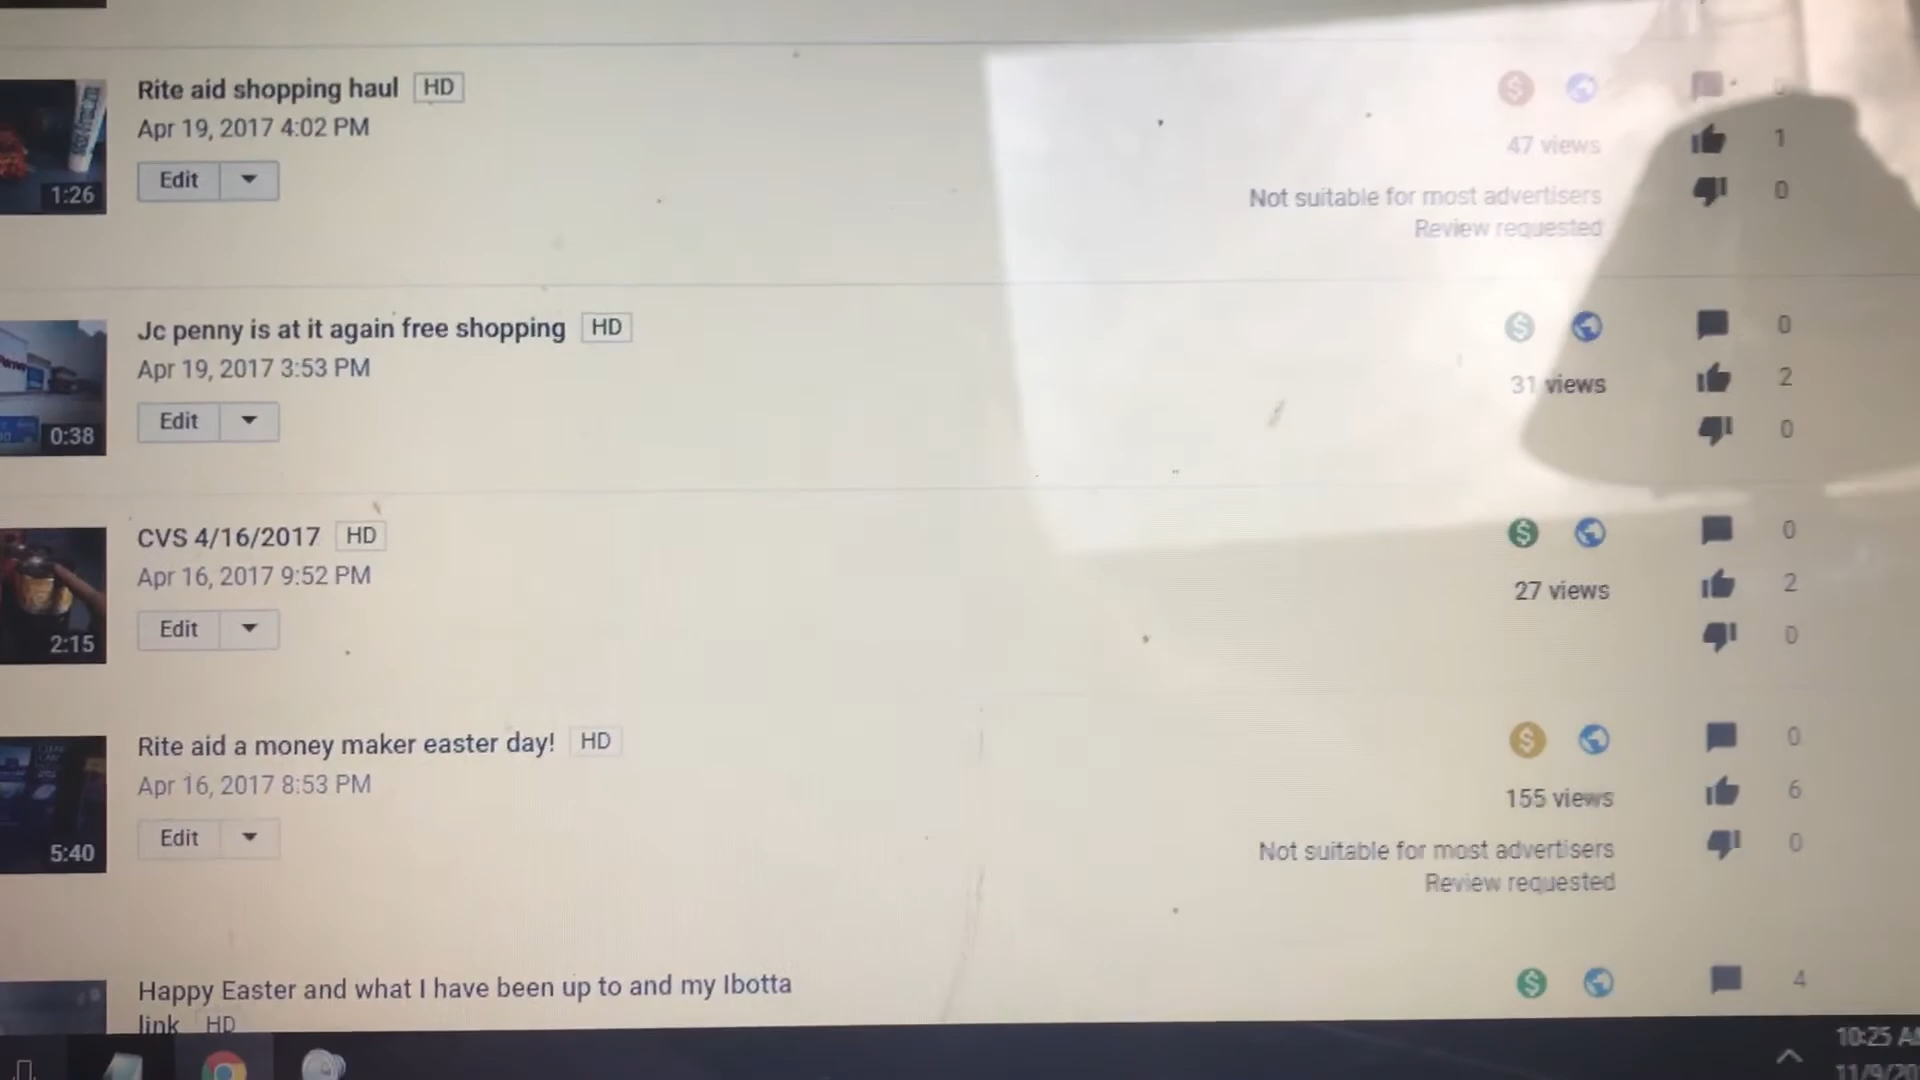 Rite aid shopping haul HD
Apr 19, 2017 4:02 PM
1:26
Edit
47 views
1
Not suitable for most advertisers
0
Review requested
Jc penny is at it again free shopping HD
0
Apr 19, 2017 3:53 PM
31 views
2
0:38
Edit
0
CVS 4/16/2017 HD
0
Apr 16, 2017 9:52 PM
27 views
2
2:15
Edit
0
Rite aid a money maker easter day! HD
0
Apr 16, 2017 8:53 PM
155 views
6
5:40
Edit
Not suitable for most advertisers
0
Review requested
Happy Easter and what I have been up to and my Ibotta
4
link HD
10:25
11/9/20